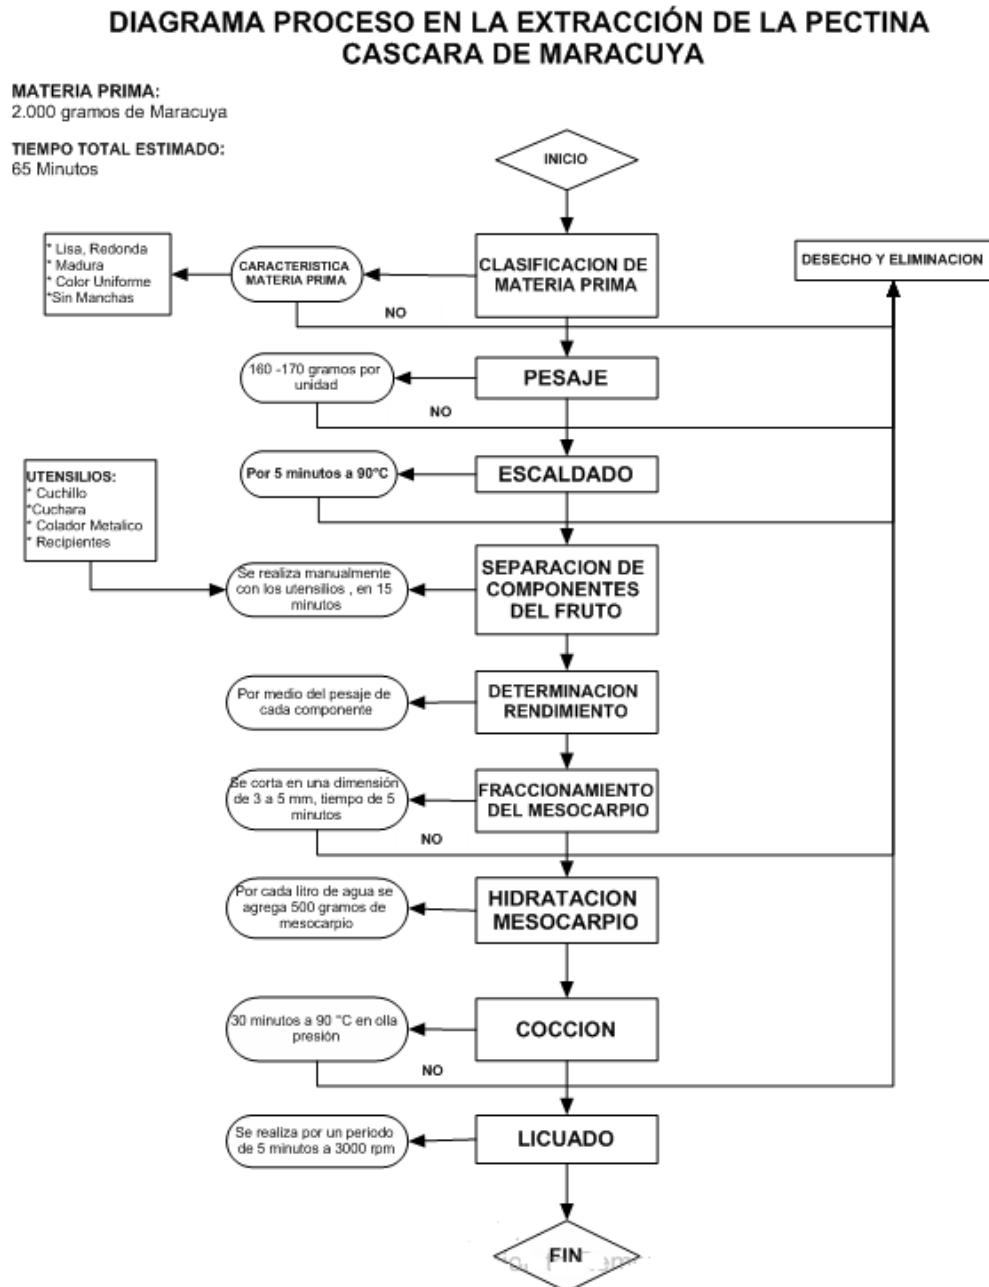 DIAGRAMA PROCESO EN LA EXTRACCIÓN DE LA PECTINA
CASCARA DE MARACUYA
MATERIA PRIMA:
2.000 gramos de Maracuya
TIEMPO TOTAL ESTIMADO:
65 Minutos
INICIO
* Lisa, Redonda
* Madura
* Color Uniforme
*Sin Manchas
CARACTERISTICA
MATERIA PRIMA
CLASIFICACION DE
MATERIA PRIMA
DESECHO Y ELIMINACION
NO
160 -170 gramos por
unidad
PESAJE
NO
UTENSILIOS:
* Cuchillo
*Cuchara
* Colador Metalico
* Recipientes
Por 5 minutos a 90°C
ESCALDADO
Se realiza manualmente
con los utensilios , en 15
minutos
SEPARACION DE
COMPONENTES
DEL FRUTO
Por medio del pesaje de
cada componente
DETERMINACION
RENDIMIENTO
Se corta en una dimensión
de 3 a 5 mm, tiempo de 5
minutos
FRACCIONAMIENTO
DEL MESOCARPIO
NO
Por cada litro de agua se
agrega 500 gramos de
mesocarpio
HIDRATACION
MESOCARPIO
30 minutos a 90 °C en olla
presión
COCCION
NO
Se realiza por un periodo
de 5 minutos a 3000 rpm
LICUADO
FIN